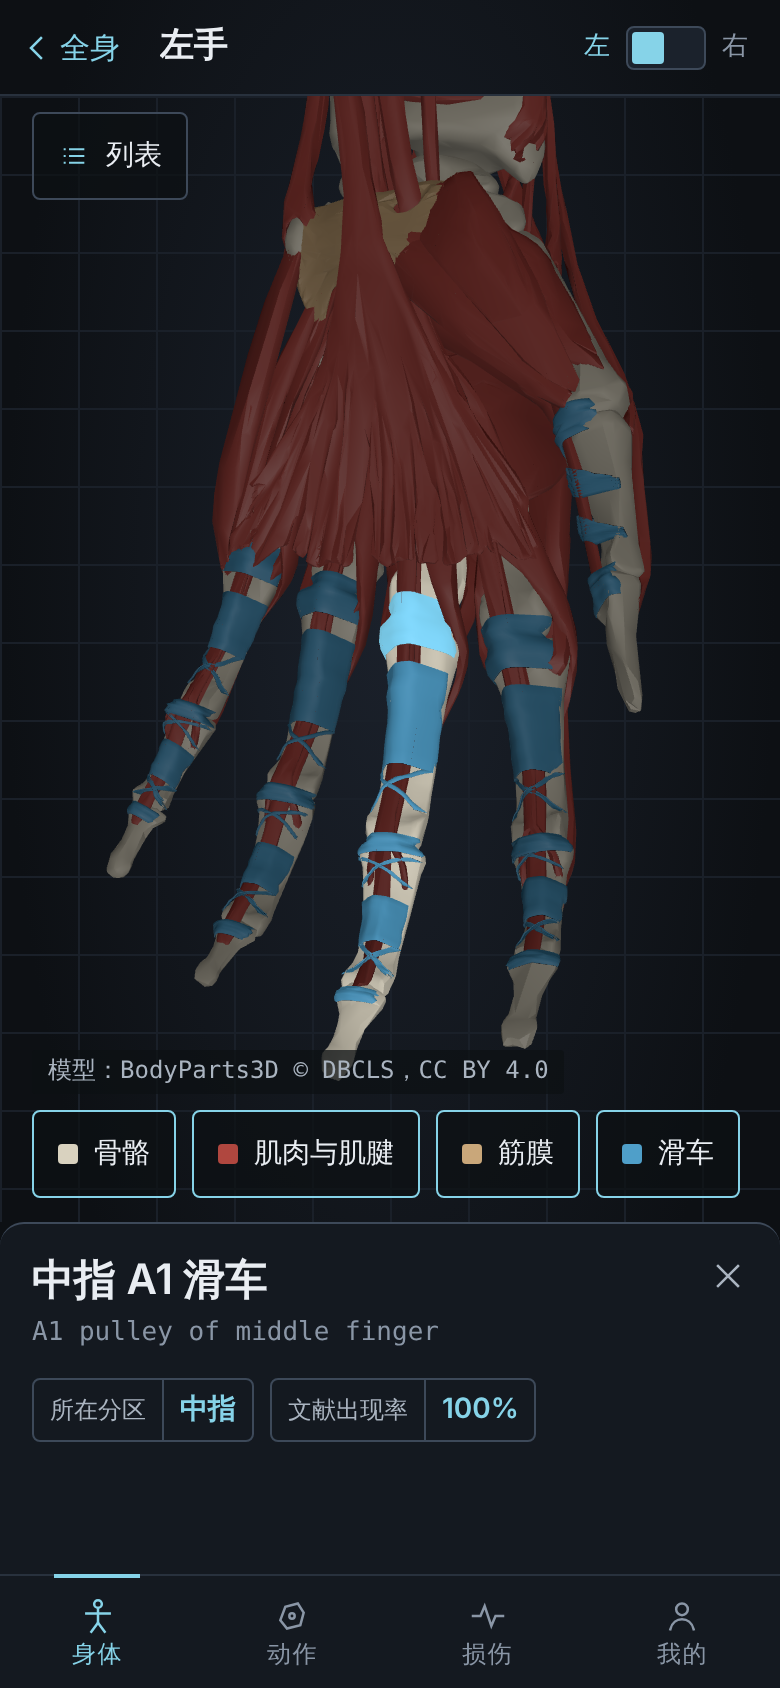 全身 左手 左 右
列表
模型：BodyParts3D © DBCLS，CC BY 4.0
骨骼 肌肉与肌腱 筋膜 滑车
中指 A1 滑车
A1 pulley of middle finger
所在分区 中指 文献出现率 100%
身体 动作 损伤 我的